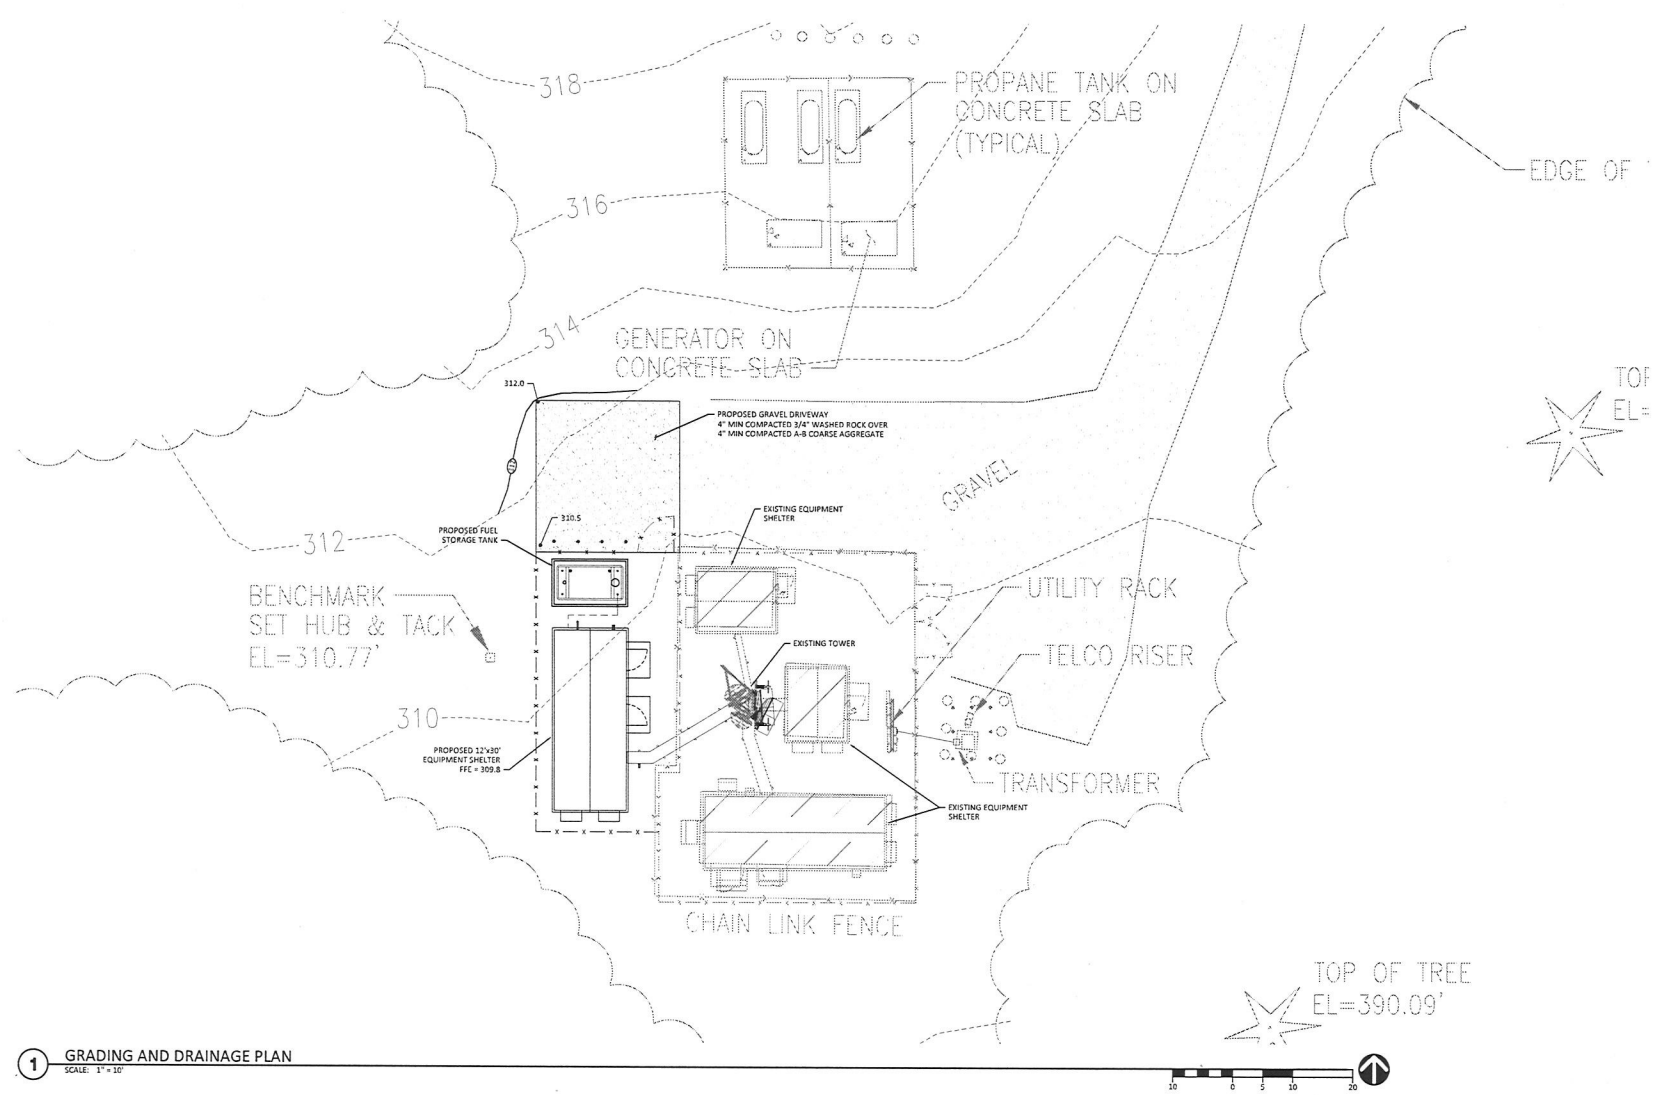 318
PROPANE TANK ON
CONCRETE SLAB
(TYPICAL)
EDGE OF
316
314
GENERATOR ON
CONCRETE SLAB
312.0
PROPOSED GRAVEL DRIVEWAY
4" MIN COMPACTED 3/4" WASHED ROCK OVER
4" MIN COMPACTED A-B COARSE AGGREGATE
EL=
GRAVEL
EXISTING EQUIPMENT
SHELTER
310.5
PROPOSED FUEL
STORAGE TANK
312
BENCHMARK
SET HUB & TACK
EL=310.77'
UTILITY RACK
EXISTING TOWER
TELCO RISER
310
PROPOSED 12'x30'
EQUIPMENT SHELTER
FFE = 309.8
TRANSFORMER
EXISTING EQUIPMENT
SHELTER
CHAIN LINK FENCE
TOP OF TREE
EL=390.09'
1
GRADING AND DRAINAGE PLAN
SCALE: 1" = 10'
10 0 5 10 20